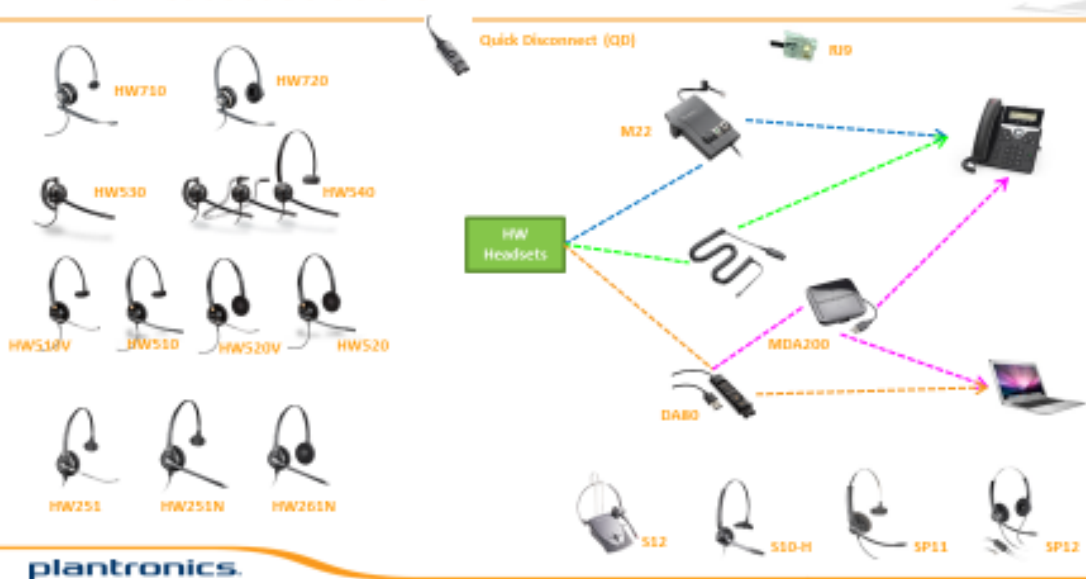 Quick Disconnect (QD)
RJ9
HW710
HW720
M22
HW530
HW540
HW
Headsets
HW510V
HW510
HW520V
HW520
MDA200
DA80
HW251
HW251N
HW261N
S12
S10-H
SP11
SP12
plantronics.